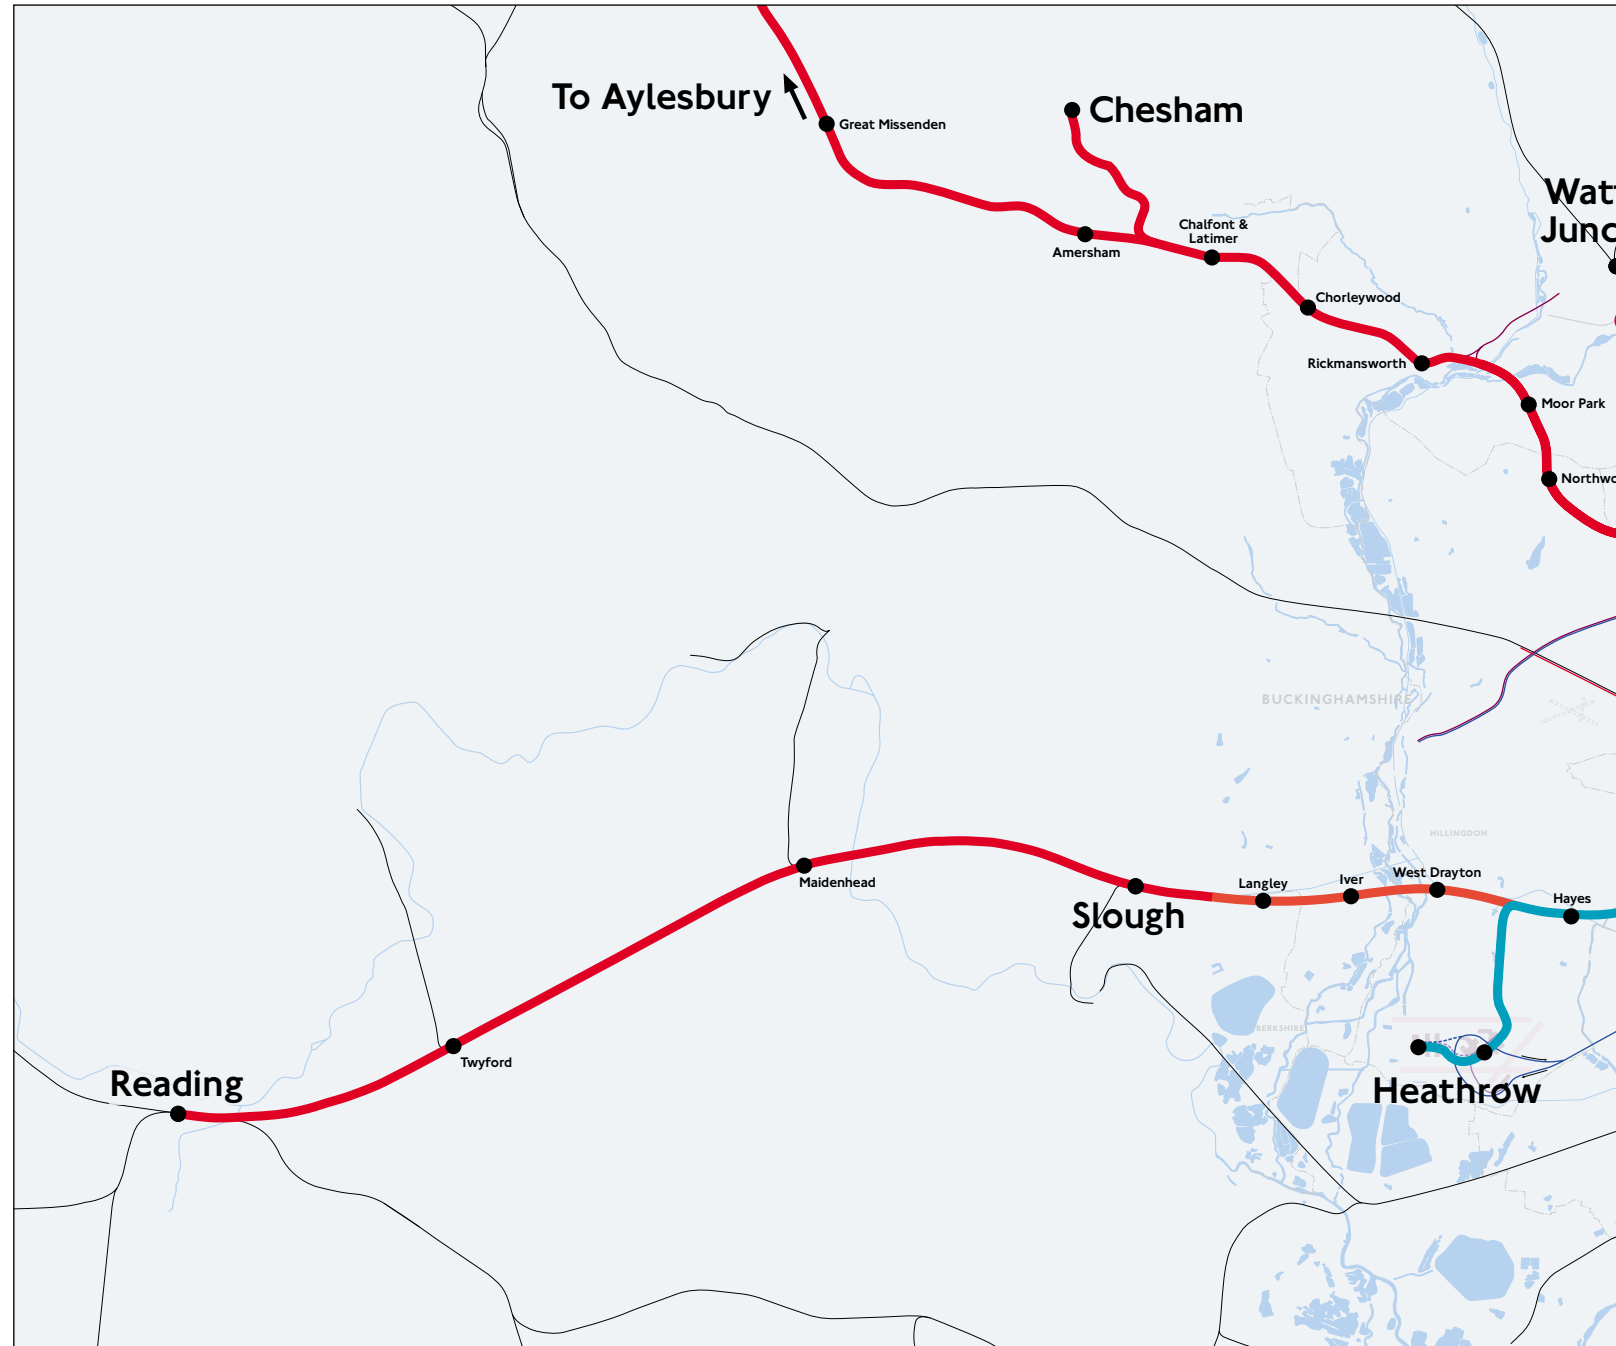 To Aylesbury
Great Missenden
Chesham
Chalfont &
Latimer
Amersham
Watt
Junc
Chorleywood
Rickmansworth
Moor Park
Northwo
BUCKINGHAMSHIRE
HILLINGDON
West Drayton
Iver
Langley
Hayes
Maidenhead
Slough
BERKSHIRE
Twyford
Reading
Heathrow